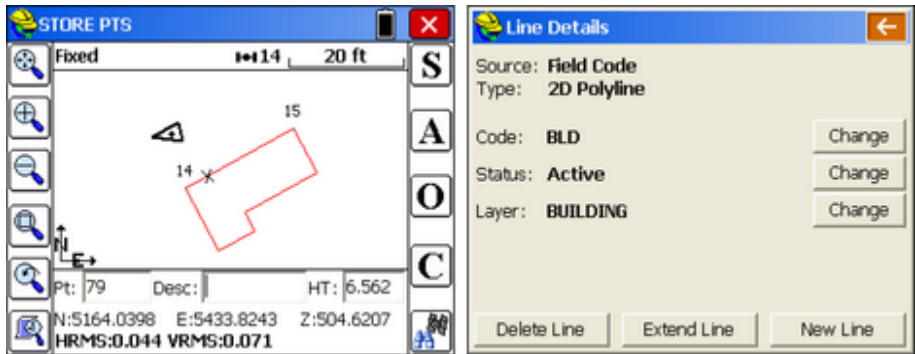 STORE PTS
Fixed 14 20 ft
S
A
O
C
15
14
N
E
Pt: 79 Desc: HT: 6.562
N:5164.0398 E:5433.8243 Z:504.6207
HRMS:0.044 VRMS:0.071
Line Details
Source: Field Code
Type: 2D Polyline
Code: BLD Change
Status: Active Change
Layer: BUILDING Change
Delete Line Extend Line New Line